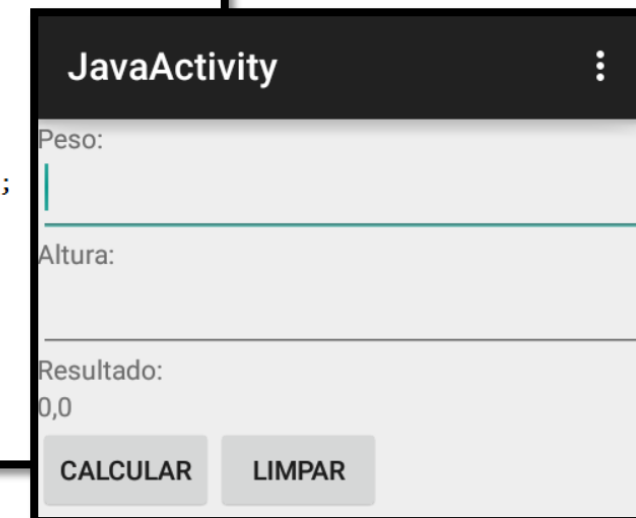 JavaActivity
Peso:
;
Altura:
Resultado:
0,0
CALCULAR LIMPAR